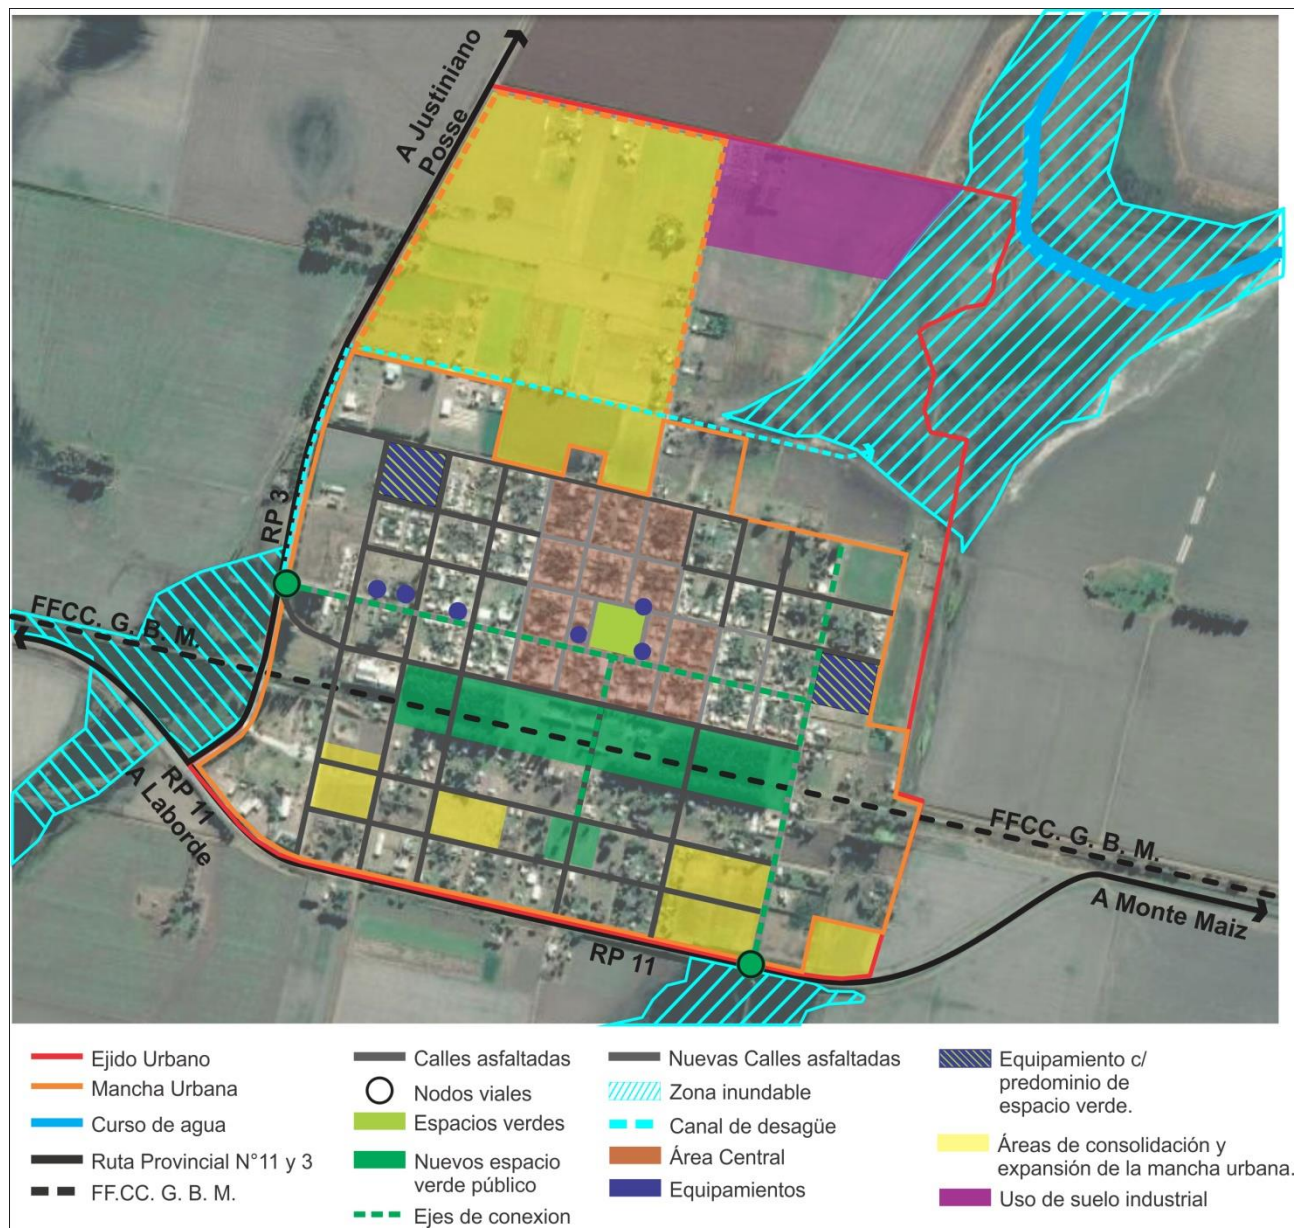 A Justiniano
Posse
RP 3
FFCC. G. B. M.
RP 11
A Laborde
FFCC. G. B. M.
A Monte Maiz
RP 11
Ejido Urbano
Mancha Urbana
Curso de agua
Ruta Provincial N°11 y 3
FF.CC. G. B. M.
Calles asfaltadas
Nodos viales
Espacios verdes
Nuevos espacio
verde público
Ejes de conexion
Nuevas Calles asfaltadas
Zona inundable
Canal de desagüe
Área Central
Equipamientos
Equipamiento c/
predominio de
espacio verde.
Áreas de consolidación y
expansión de la mancha urbana.
Uso de suelo industrial